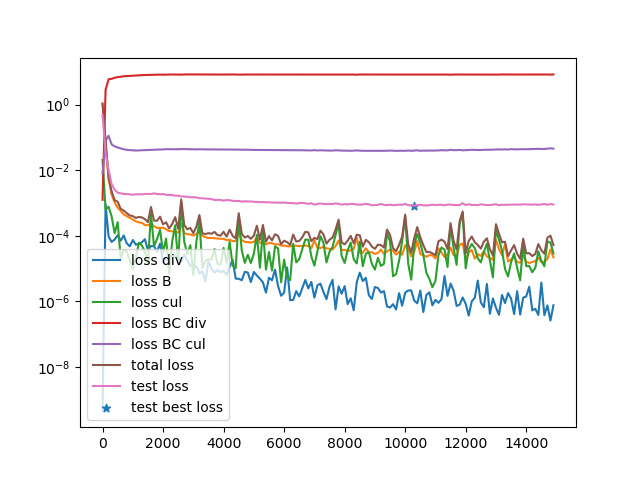 10⁰
10⁻²
10⁻⁴
10⁻⁶
10⁻⁸
loss div
loss B
loss cul
loss BC div
loss BC cul
total loss
test loss
test best loss
0 2000 4000 6000 8000 10000 12000 14000